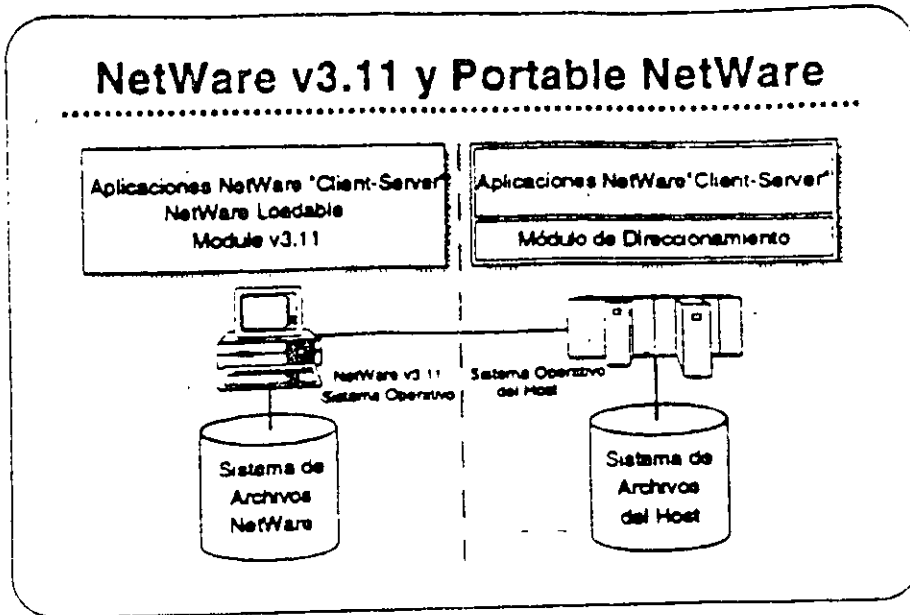 NetWare v3.11 y Portable NetWare
Aplicaciones NetWare "Client-Server"
NetWare Loadable
Module v3.11
Aplicaciones NetWare "Client-Server"
Módulo de Direccionamiento
NetWare v3.11
Sistema Operativo
Sistema Operativo
del Host
Sistema de
Archivos
NetWare
Sistema de
Archivos
del Host